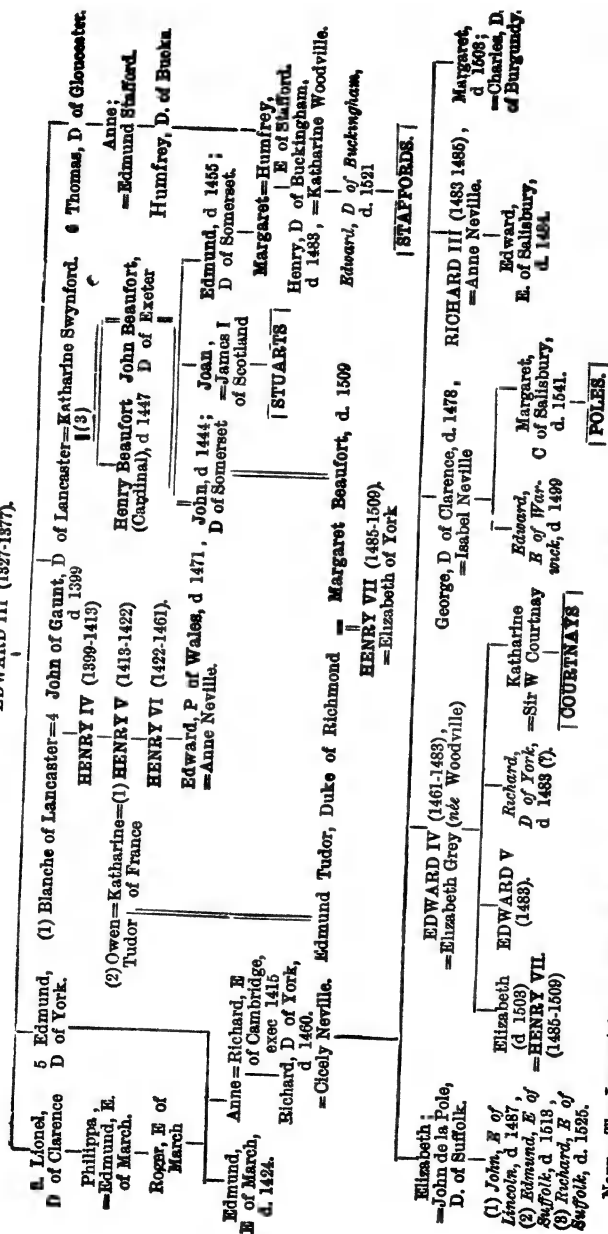 EDWARD III (1327-1377).
Lionel,
D of Clarence
5 Edmund,
D of York.
(1) Blanche of Lancaster=4 John of Gaunt, D of Lancaster=Katharine Swynford.
d 1399
(3)
6 Thomas, D of Gloucester.
Philippa,
=Edmund, E.
of March.
HENRY IV (1399-1413)
Henry Beaufort
(Cardinal), d 1447
John Beaufort,
D of Exeter
Anne;
=Edmund Stafford.
Roger, E of
March
(2) Owen=Katharine=(1) HENRY V (1413-1422)
Tudor of France
Humfrey, D. of Bucks.
HENRY VI (1422-1461).
Edward, P of Wales, d 1471,
=Anne Neville.
John, d 1444;
D of Somerset
Joan,
=James I
of Scotland
Edmund, d 1455;
D of Somerset.
STUARTS
Margaret=Humfrey,
E of Stafford.
Edmund,
E of March,
d. 1424.
Anne=Richard, E
of Cambridge,
exec 1415
Richard, D of York,
d 1460.
=Cicely Neville.
Henry, D of Buckingham,
d 1483, =Katharine Woodville.
Edward, D of Buckingham,
d. 1521
STAFFORDS.
Edmund Tudor, Duke of Richmond = Margaret Beaufort, d. 1509
HENRY VII (1485-1509).
=Elizabeth of York
Elizabeth;
=John de la Pole,
D. of Suffolk.
EDWARD IV (1461-1483),
=Elizabeth Grey (née Woodville)
George, D of Clarence, d. 1478,
=Isabel Neville
RICHARD III (1483 1485),
=Anne Neville.
Margaret,
d 1503;
=Charles, D.
of Burgundy.
(1) John, E of
Lincoln, d 1487,
(2) Edmund, E of
Suffolk, d 1513,
(3) Richard, E of
Suffolk, d. 1525.
Elizabeth
(d 1503)
=HENRY VII.
(1485-1509)
EDWARD V
(1483).
Richard,
D of York,
d 1483 (?).
Katharine
=Sir W Courtnay
COURTNAYS
Edward,
E of War-
wick, d 1499
Margaret,
C of Salisbury,
d. 1541.
POLES.
Edward,
E. of Salisbury,
d. 1484.